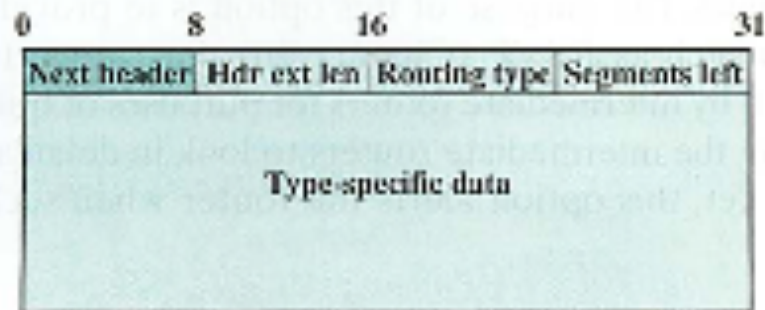 0 8 16 31
Next header Hdr ext len Routing type Segments left
Type-specific data